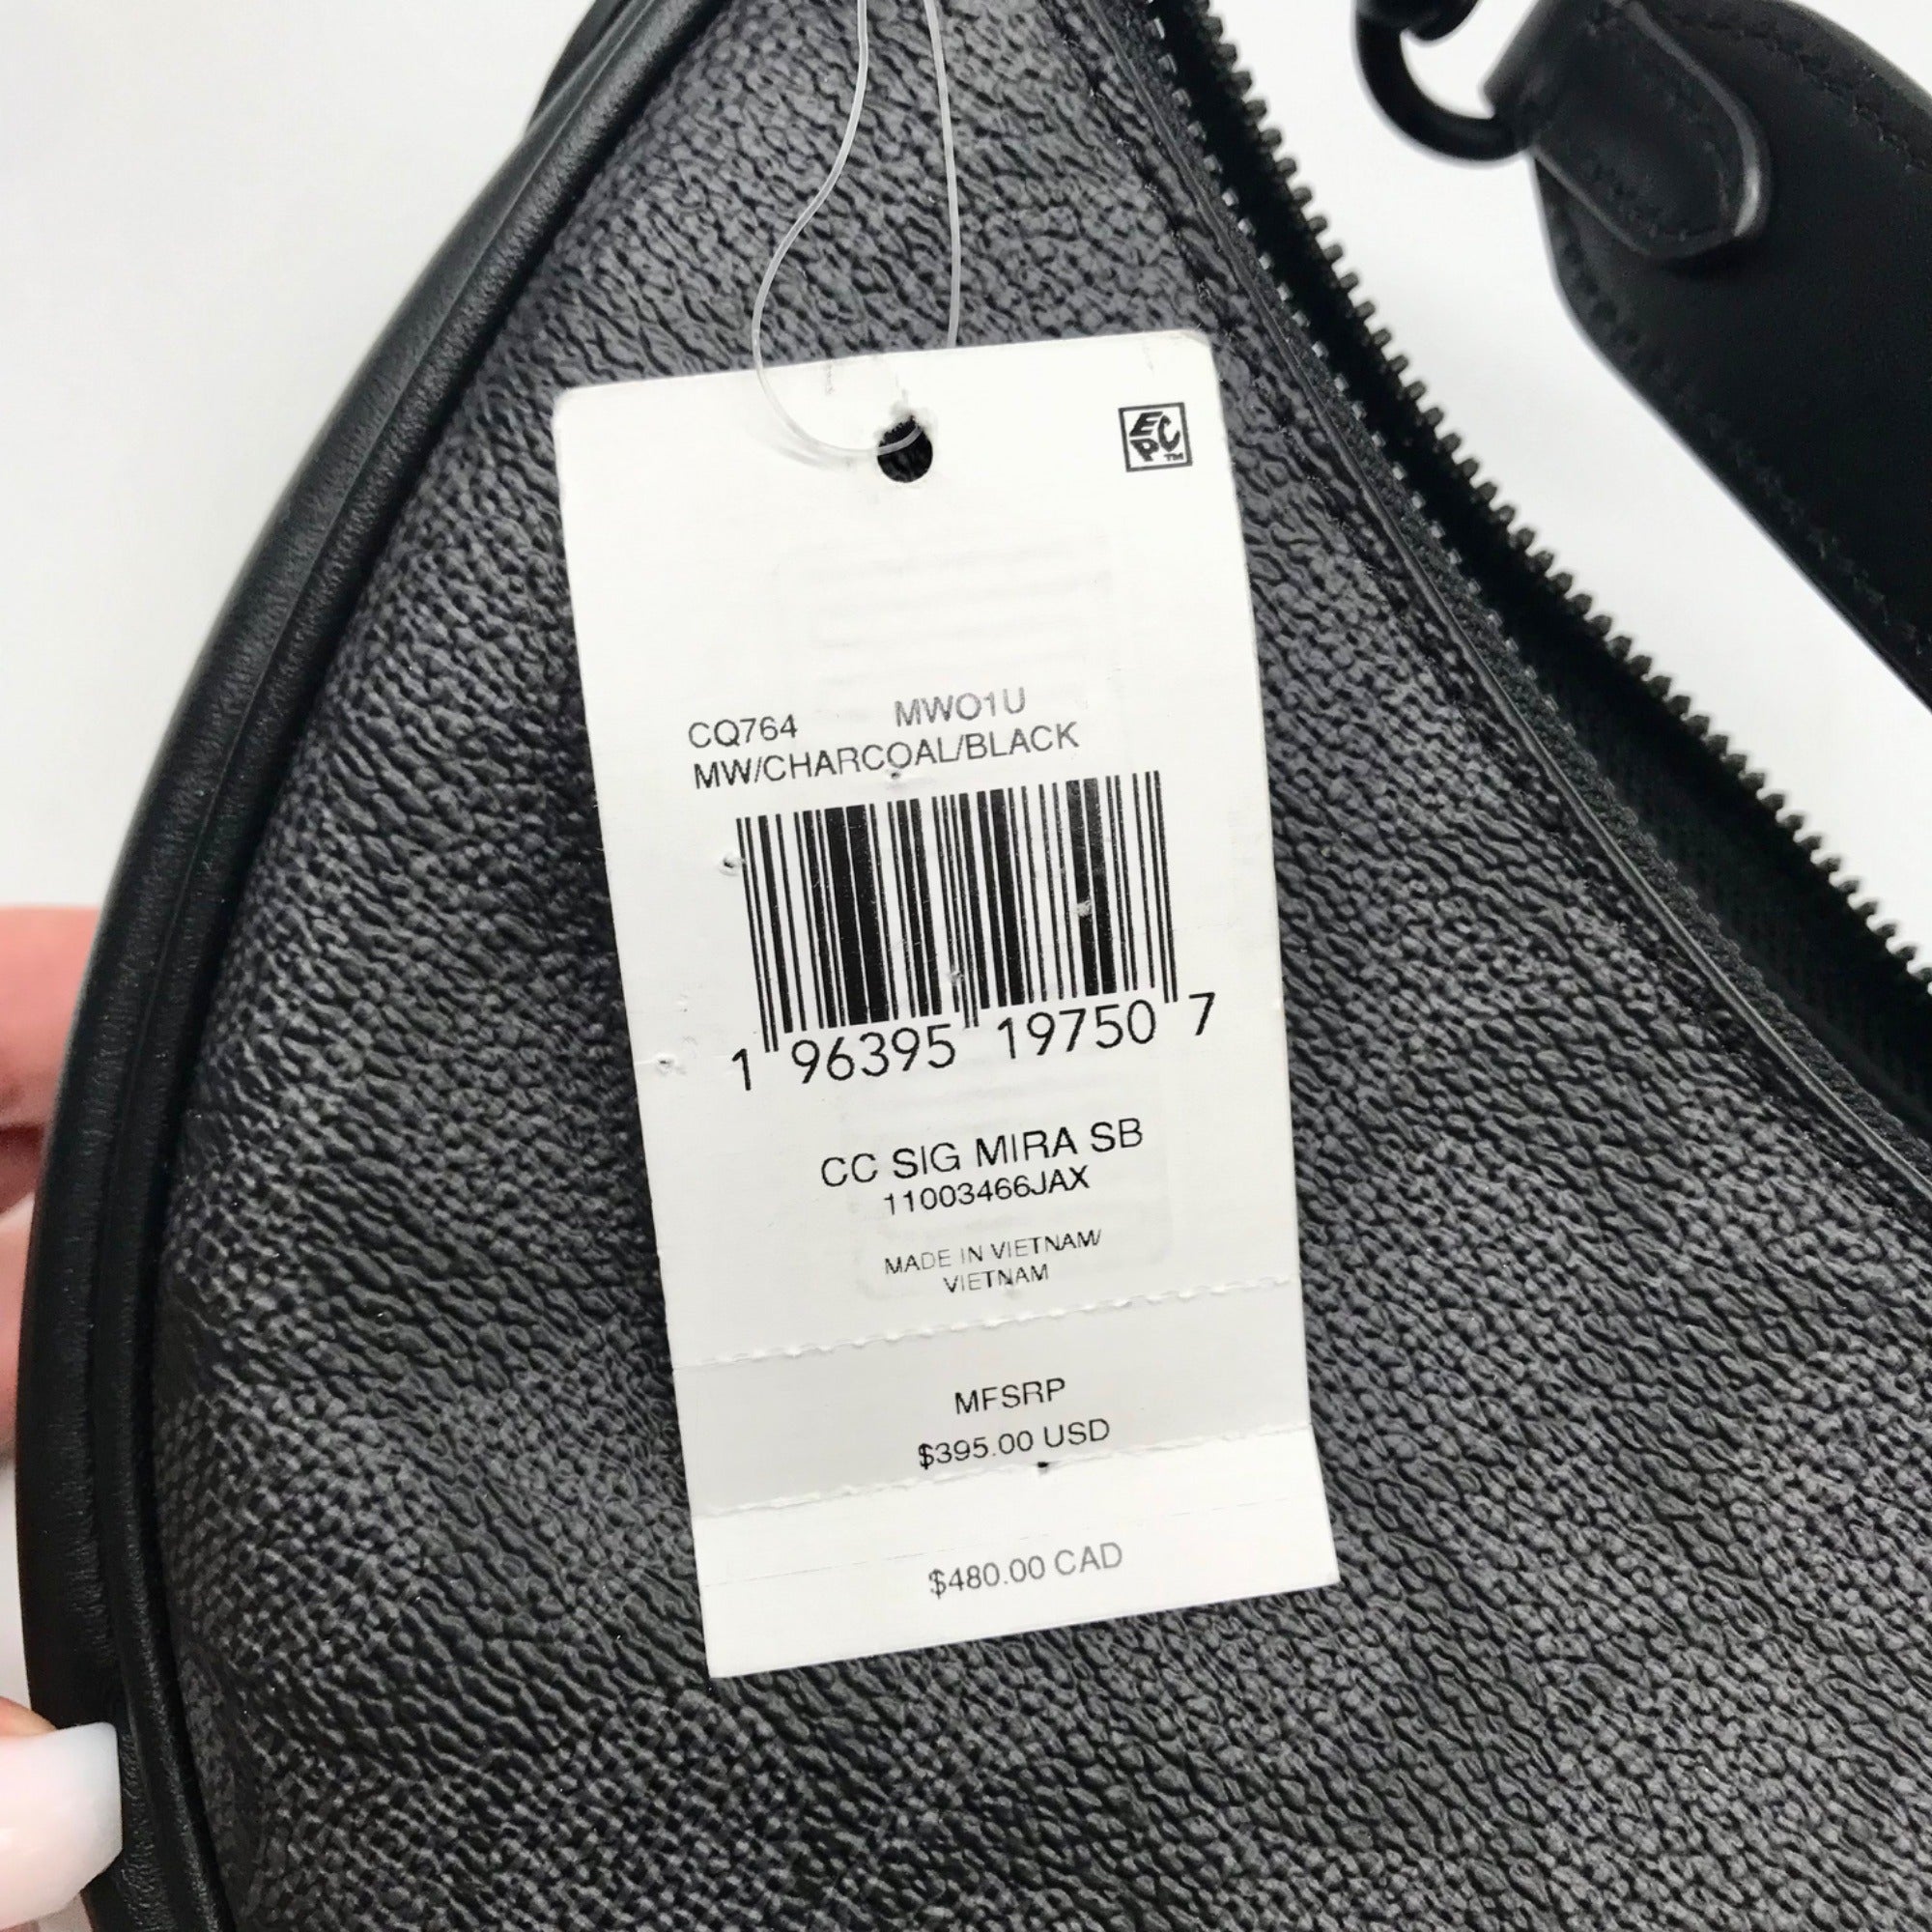 EPC™
CQ764 MWO1U
MW/CHARCOAL/BLACK
1 96395 19750 7
CC SIG MIRA SB
11003466JAX
MADE IN VIETNAM/
VIETNAM
MFSRP
$395.00 USD
$480.00 CAD